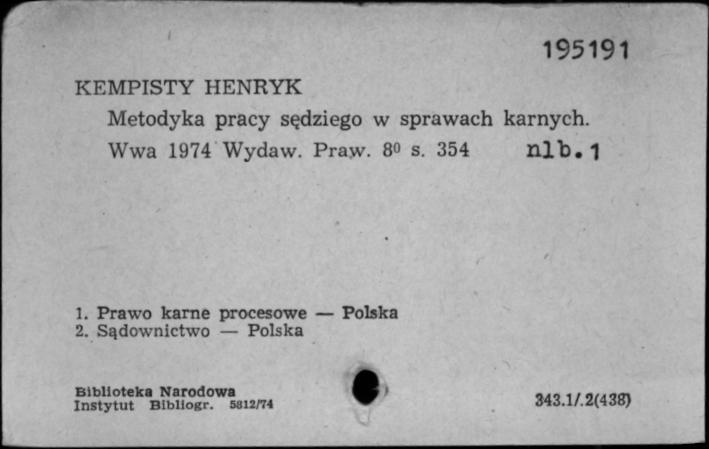 195191
KEMPISTY HENRYK
Metodyka pracy sędziego w sprawach karnych.
Wwa 1974 Wydaw. Praw. 8⁰ s. 354 nlb. 1
1. Prawo karne procesowe — Polska
2. Sądownictwo — Polska
Biblioteka Narodowa
Instytut Bibliogr. 5812/74
343.1/.2(438)